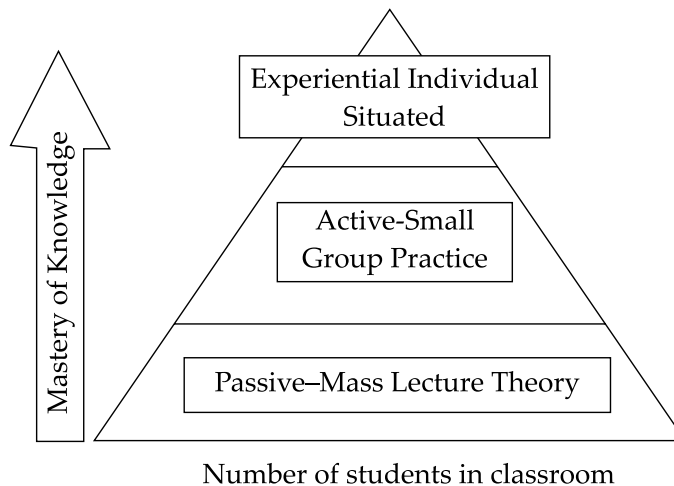 Experiential Individual
Situated
Active-Small
Group Practice
Passive–Mass Lecture Theory
Mastery of Knowledge
Number of students in classroom